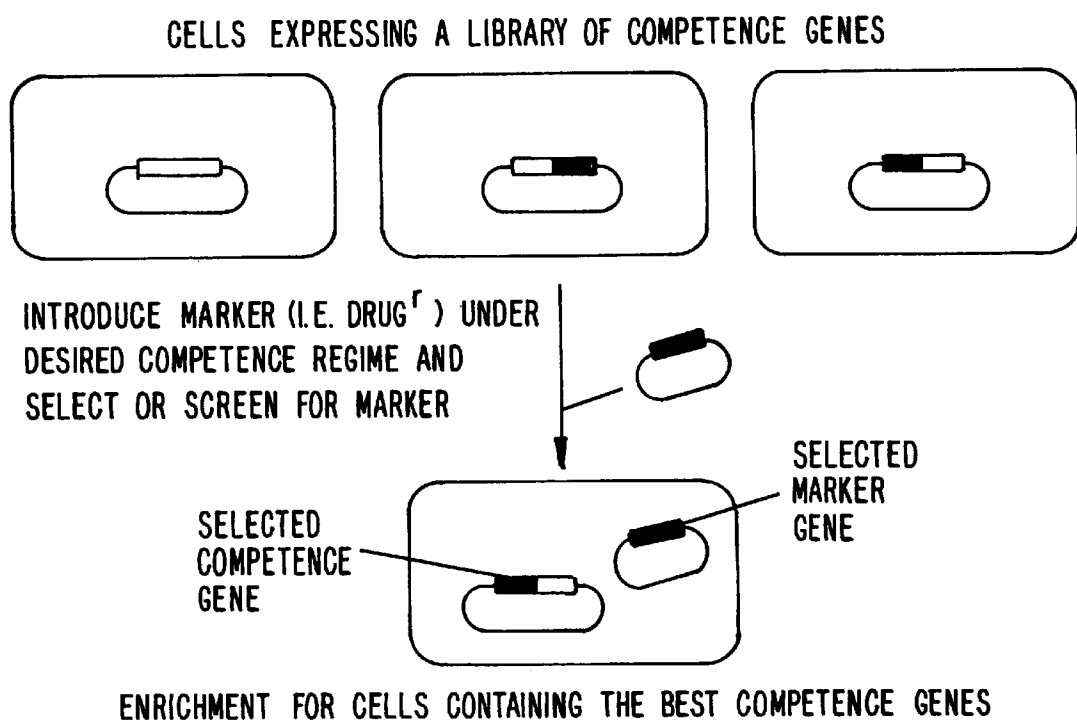 CELLS EXPRESSING A LIBRARY OF COMPETENCE GENES
INTRODUCE MARKER (I.E. DRUGʳ) UNDER
DESIRED COMPETENCE REGIME AND
SELECT OR SCREEN FOR MARKER
SELECTED
MARKER
GENE
SELECTED
COMPETENCE
GENE
ENRICHMENT FOR CELLS CONTAINING THE BEST COMPETENCE GENES